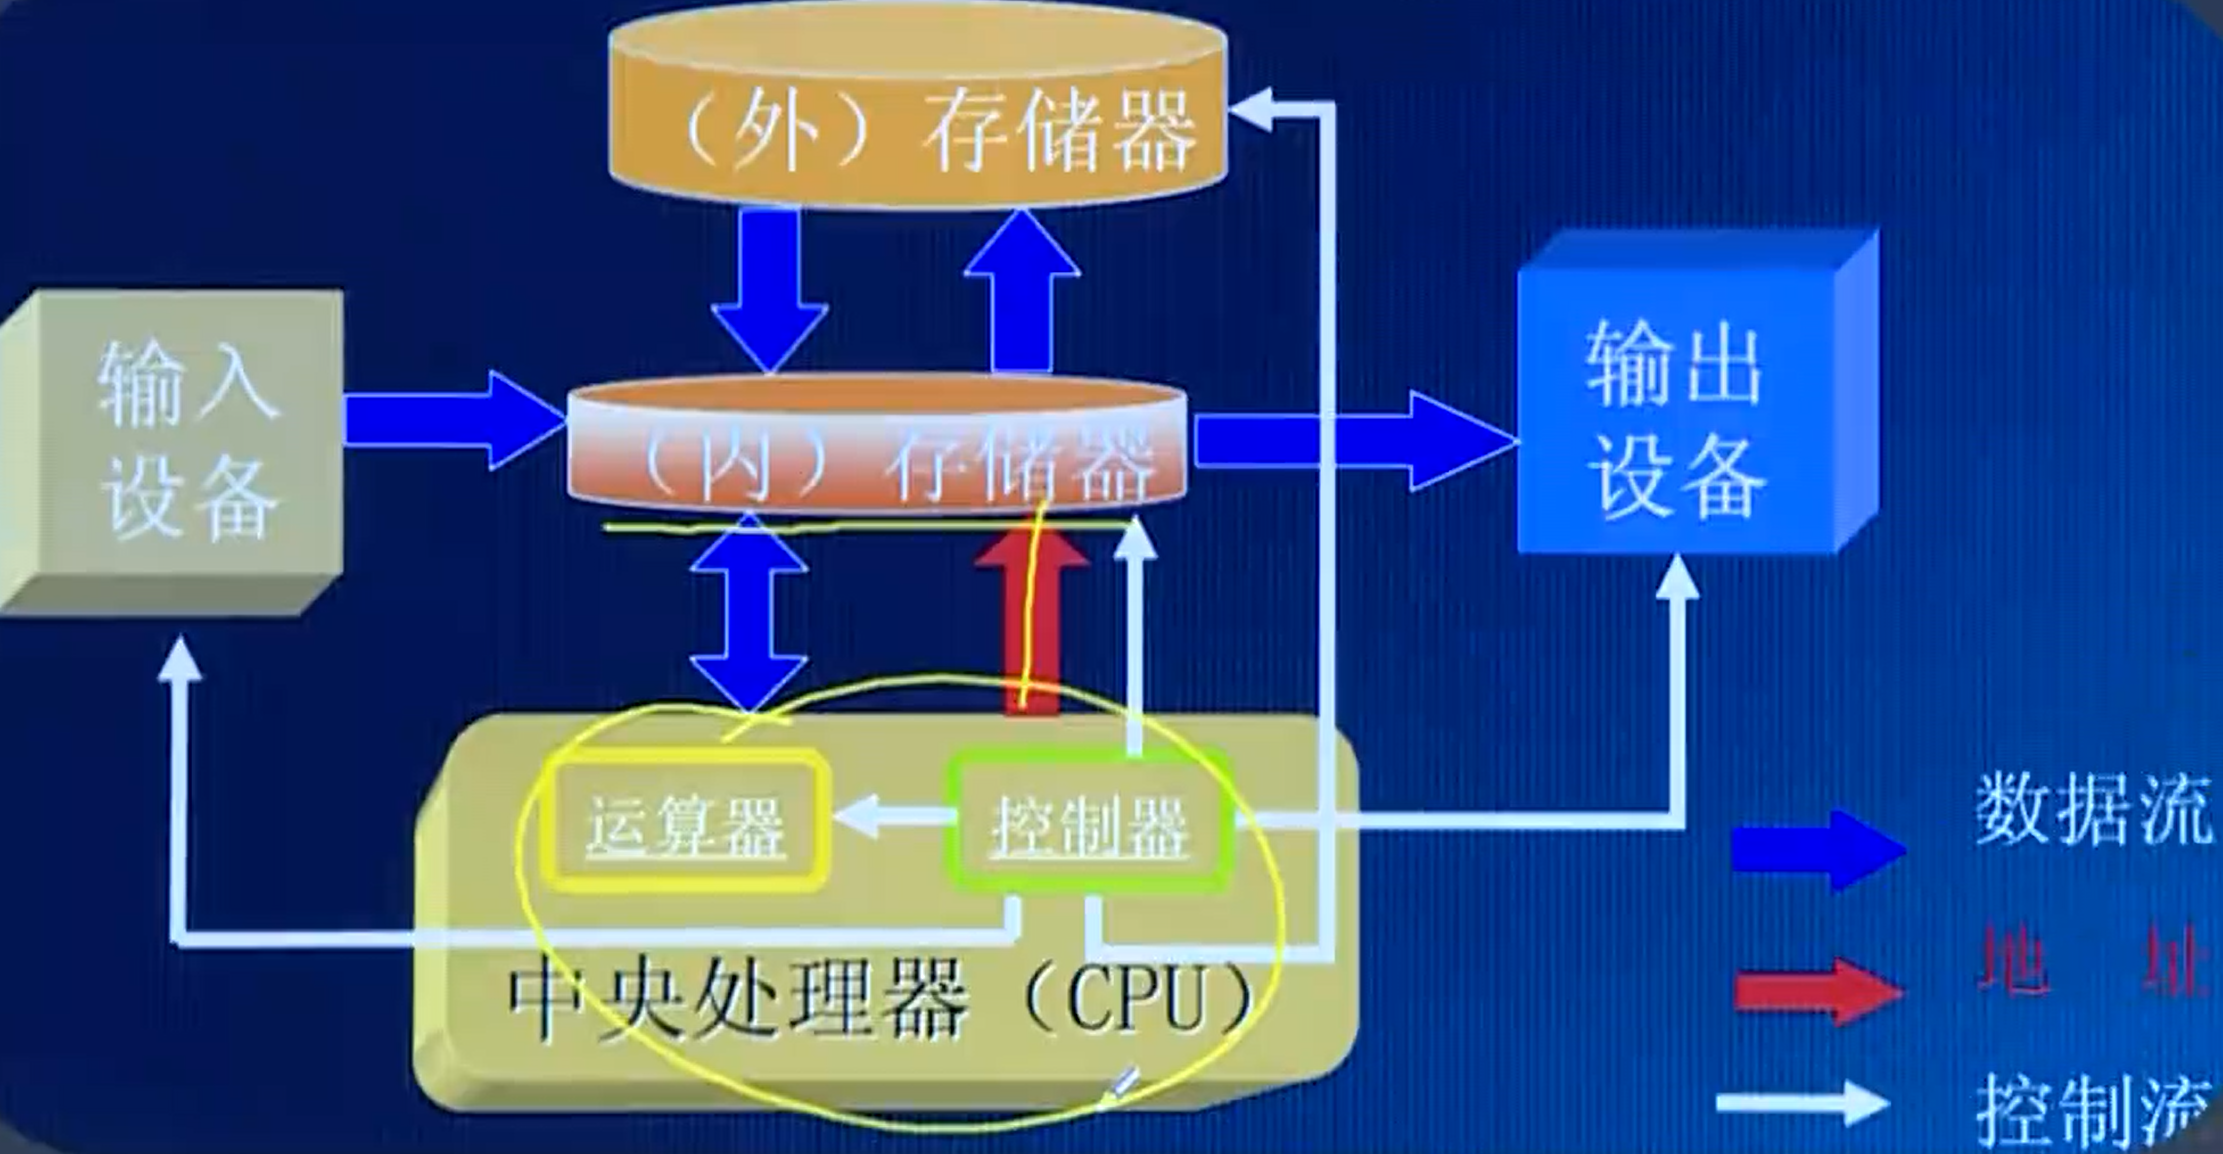 （外）存储器
输入
设备
（内）存储器
输出
设备
运算器
控制器
中央处理器（CPU）
数据流
地 址
控制流